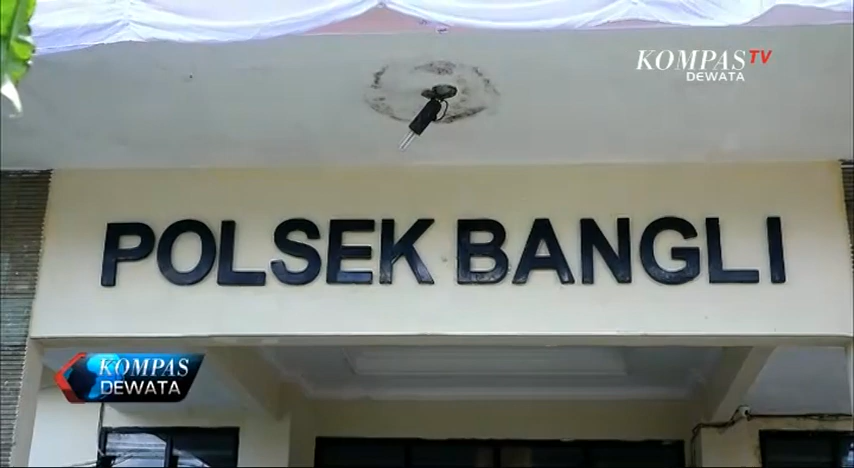 KOMPAS TV
DEWATA
POLSEK BANGLI
KOMPAS
DEWATA